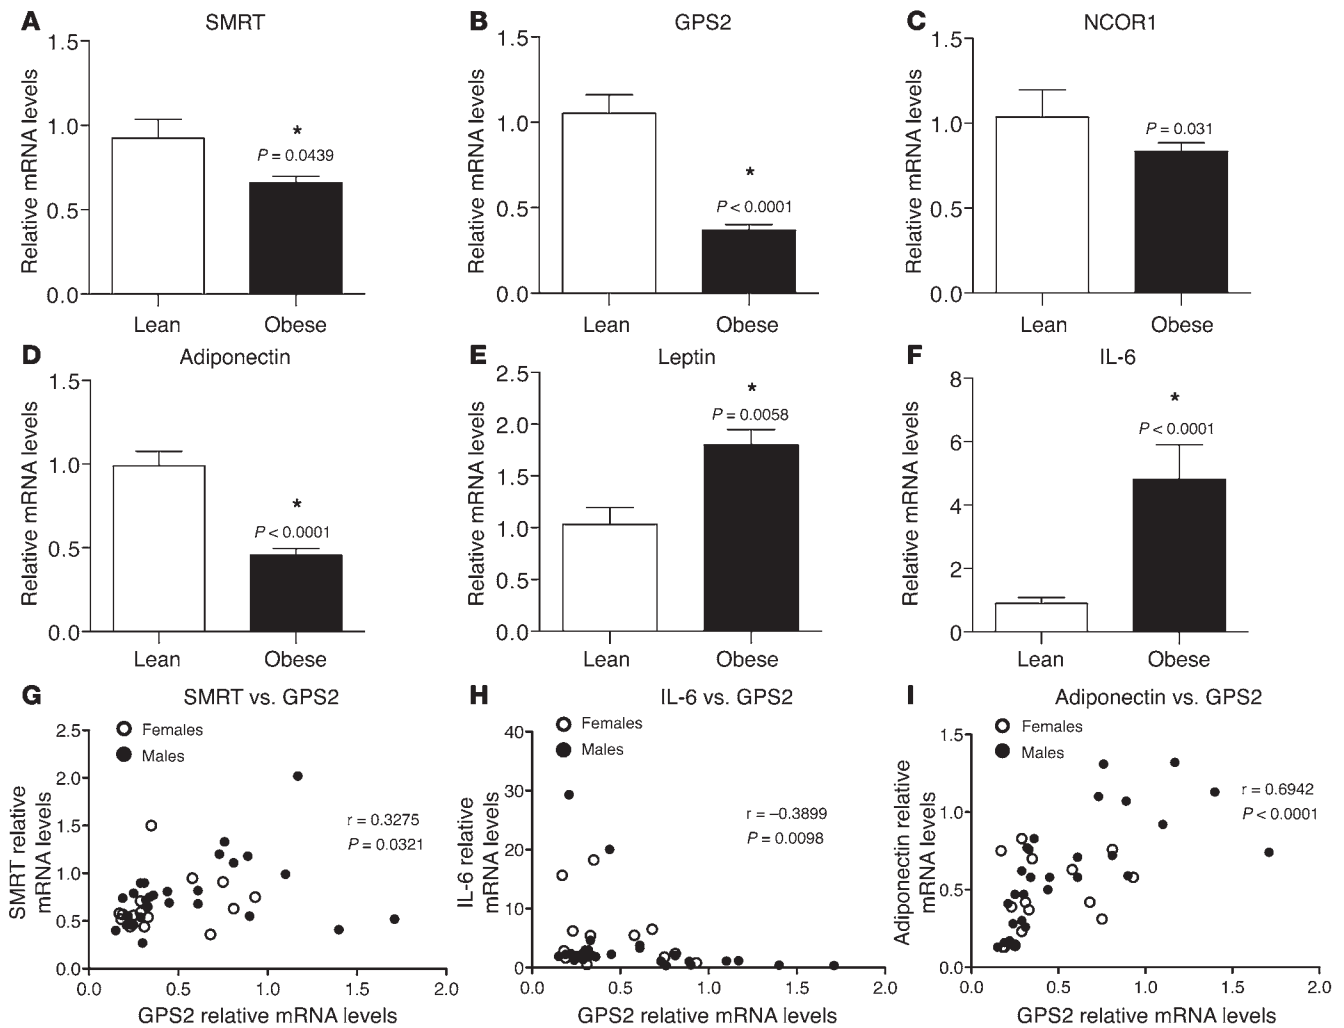 A SMRT
Relative mRNA levels
1.5
1.0
0.5
0.0
*
P = 0.0439
Lean Obese
B GPS2
Relative mRNA levels
1.5
1.0
0.5
0.0
*
P < 0.0001
Lean Obese
C NCOR1
Relative mRNA levels
1.5
1.0
0.5
0.0
P = 0.031
Lean Obese
D Adiponectin
Relative mRNA levels
1.5
1.0
0.5
0.0
*
P < 0.0001
Lean Obese
E Leptin
Relative mRNA levels
2.5
2.0
1.5
1.0
0.5
0.0
*
P = 0.0058
Lean Obese
F IL-6
Relative mRNA levels
8
6
4
2
0
*
P < 0.0001
Lean Obese
G SMRT vs. GPS2
Females
Males
SMRT relative
mRNA levels
2.5
2.0
1.5
1.0
0.5
0.0
r = 0.3275
P = 0.0321
0.0 0.5 1.0 1.5 2.0
GPS2 relative mRNA levels
H IL-6 vs. GPS2
Females
Males
IL-6 relative
mRNA levels
40
30
20
10
0
r = –0.3899
P = 0.0098
0.0 0.5 1.0 1.5 2.0
GPS2 relative mRNA levels
I Adiponectin vs. GPS2
Females
Males
Adiponectin relative
mRNA levels
1.5
1.0
0.5
0.0
r = 0.6942
P < 0.0001
0.0 0.5 1.0 1.5 2.0
GPS2 relative mRNA levels